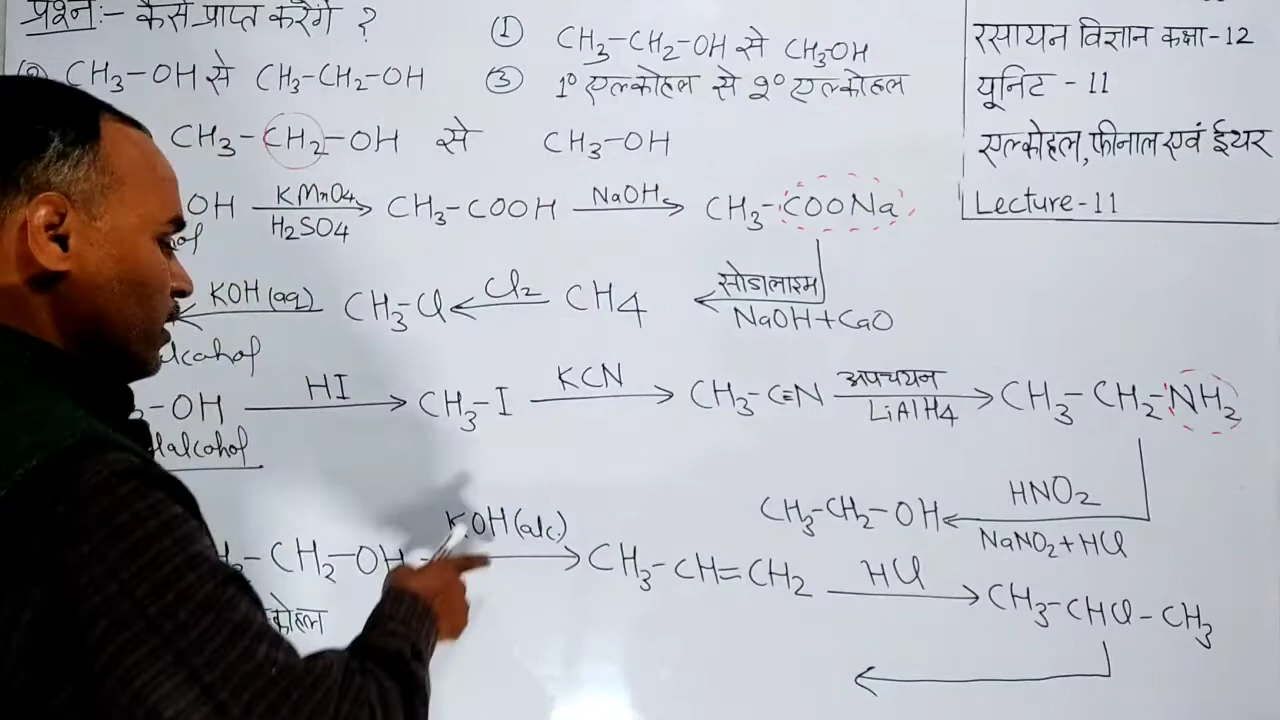 प्रश्न:- कैसे प्राप्त करेंगे ?
① CH3-CH2-OH से CH3OH
CH3-OH से CH3-CH2-OH
③ 1° एल्कोहल से 2° एल्कोहल
रसायन विज्ञान कक्षा-12
यूनिट - 11
एल्कोहल, फीनाल एवं ईथर
Lecture-11
CH3-CH2-OH से CH3-OH
OH KMnO4 H2SO4 → CH3-COOH NaOH → CH3-COONa
KOH(aq) ← CH3-Cl ← Cl2 CH4 ← सोडालाइम NaOH+CaO
alcohol
-OH HI → CH3-I KCN → CH3-C≡N अपचयन LiAlH4 → CH3-CH2-NH2
alcohol
CH3-CH2-OH ← HNO2 NaNO2+HCl
-CH2-OH KOH(alc.) → CH3-CH=CH2 HCl → CH3-CHCl-CH3